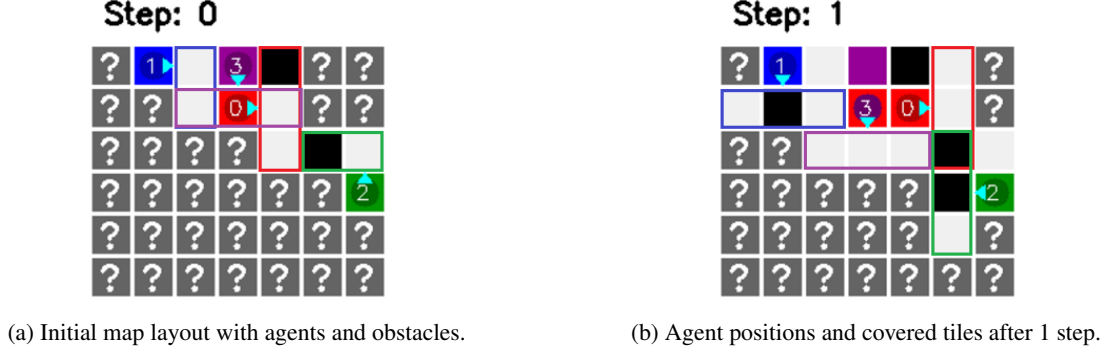 Step: 0
? 1 3 ? ?
? ? 0 ? ?
? ? ? ?
? ? ? ? ? ? 2
? ? ? ? ? ? ?
? ? ? ? ? ? ?
(a) Initial map layout with agents and obstacles.
Step: 1
? 1 ?
3 0 ?
? ?
? ? ? ? ? 2
? ? ? ? ? ?
? ? ? ? ? ? ?
(b) Agent positions and covered tiles after 1 step.